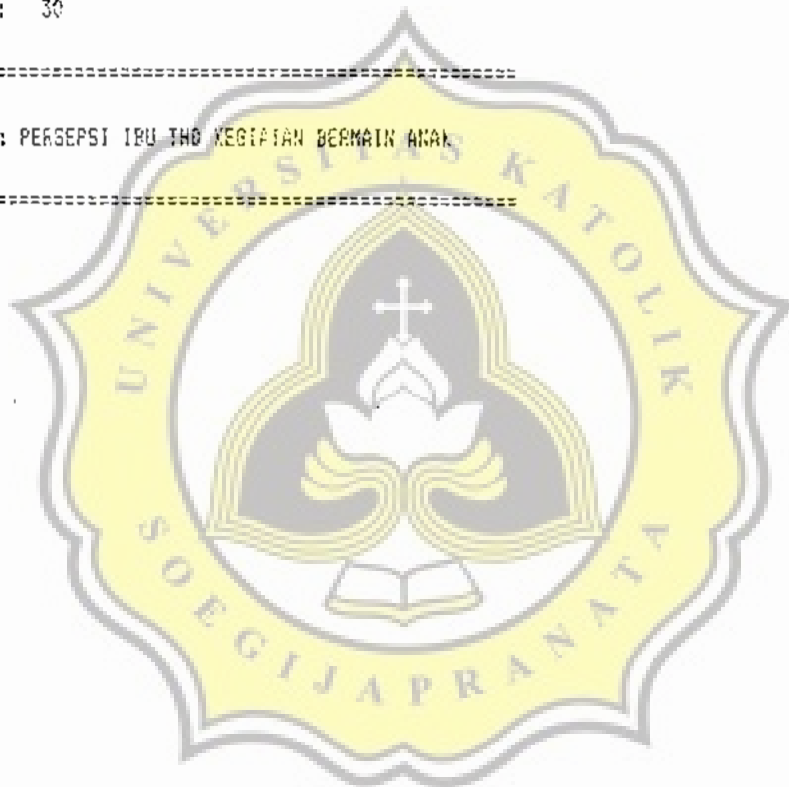 : 30
============================================
: PERSEPSI IBU THD KEGIATAN BERMAIN ANAK
============================================
UNIVERSITAS KATOLIK
SOEGIJAPRANATA